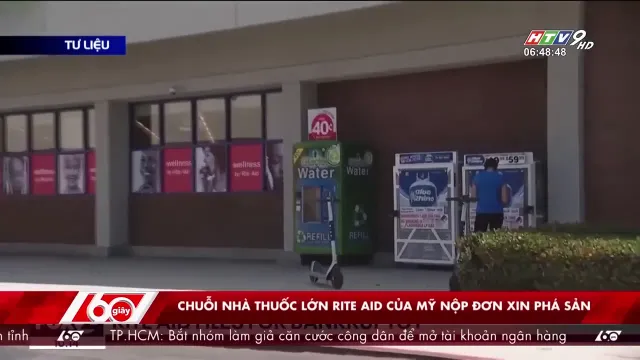 TƯ LIỆU
HTV9 HD
06:48:48
40¢
Water
Water
REFILL
REFILL
wellness
wellness
wellness
60 giây
CHUỖI NHÀ THUỐC LỚN RITE AID CỦA MỸ NỘP ĐƠN XIN PHÁ SẢN
n tỉnh
TP.HCM: Bắt nhóm làm giả căn cước công dân để mở tài khoản ngân hàng
60